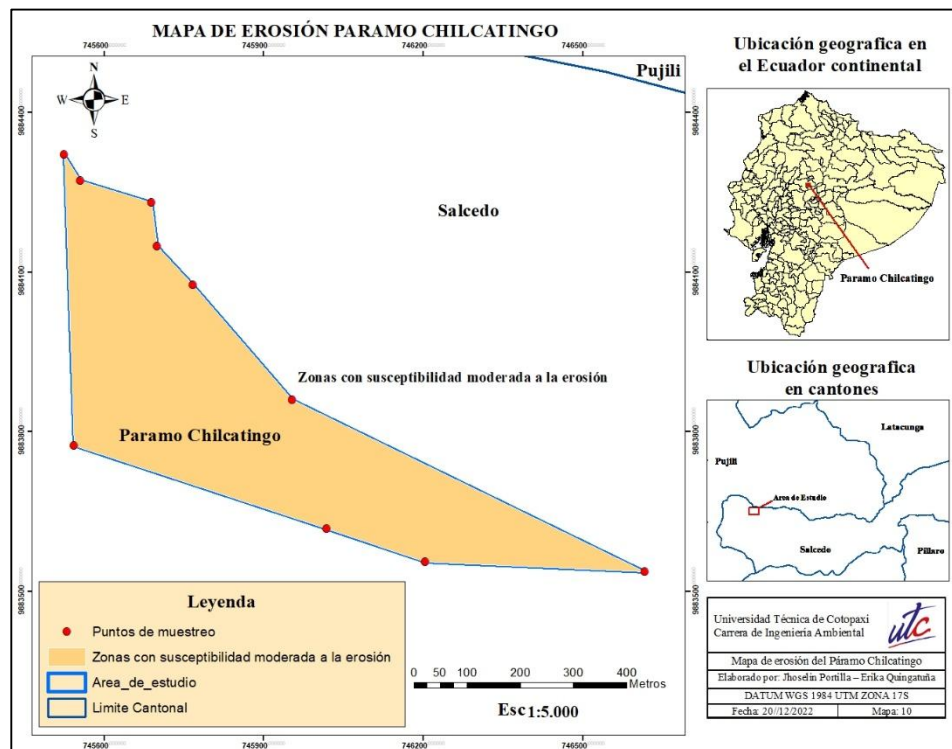 MAPA DE EROSIÓN PARAMO CHILCATINGO
745600 745900 746200 746500
Pujili
N
W E
S
9884400
Salcedo
9884100
Zonas con susceptibilidad moderada a la erosión
Paramo Chilcatingo
9883800
9883500
Leyenda
Puntos de muestreo
Zonas con susceptibilidad moderada a la erosión
Area_de_estudio
Limite Cantonal
0 50 100 200 300 400
Metros
Esc 1:5.000
745600 745900 746200 746500
Ubicación geografica en
el Ecuador continental
Paramo Chilcatingo
Ubicación geografica
en cantones
Latacunga
Pujili
Area de Estudio
Salcedo
Pillaro
Universidad Técnica de Cotopaxi
Carrera de Ingenieria Ambiental
utc
Mapa de erosión del Páramo Chilcatingo
Elaborado por: Jhoselin Portilla – Erika Quingatuña
DATUM WGS 1984 UTM ZONA 17S
Fecha: 20//12/2022 Mapa: 10